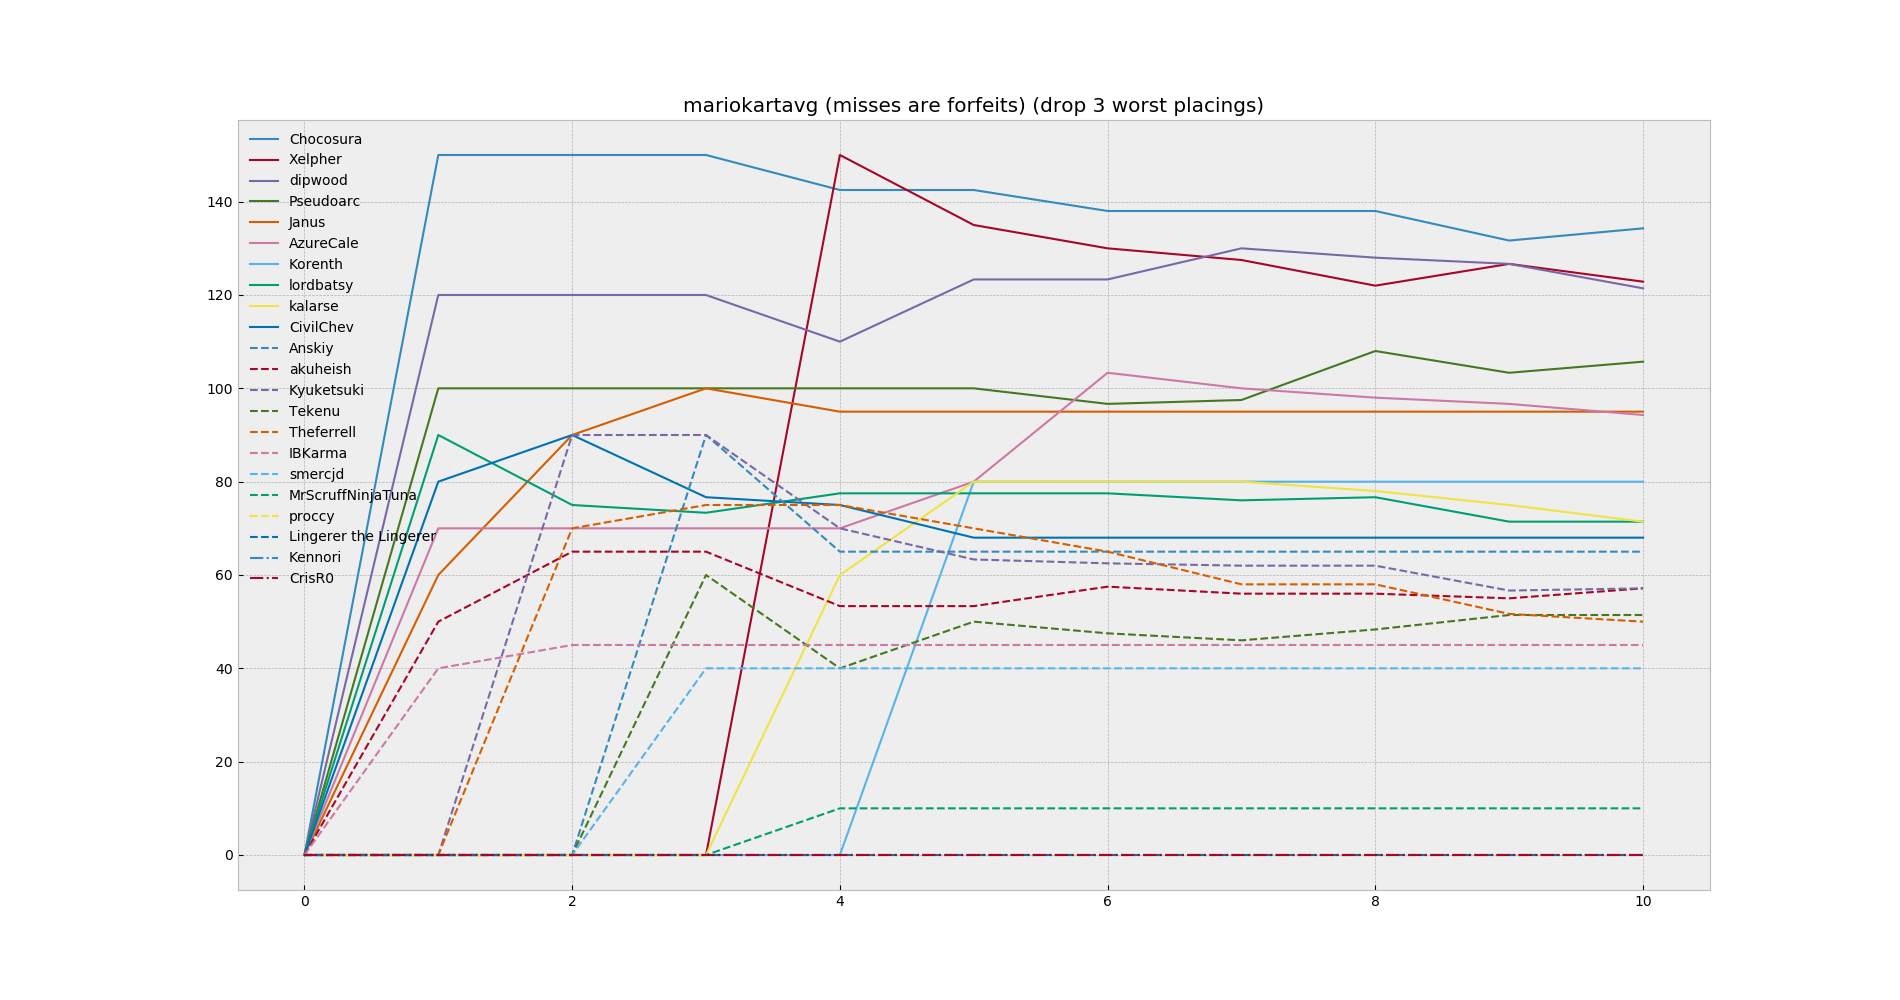 mariokartavg (misses are forfeits) (drop 3 worst placings)
Chocosura
Xelpher
dipwood
Pseudoarc
Janus
AzureCale
Korenth
lordbatsy
kalarse
CivilChev
Anskiy
akuheish
Kyuketsuki
Tekenu
Theferrell
IBKarma
smercjd
MrScruffNinjaTuna
proccy
Lingerer the Lingerer
Kennori
CrisR0
140
120
100
80
60
40
20
0
0 2 4 6 8 10